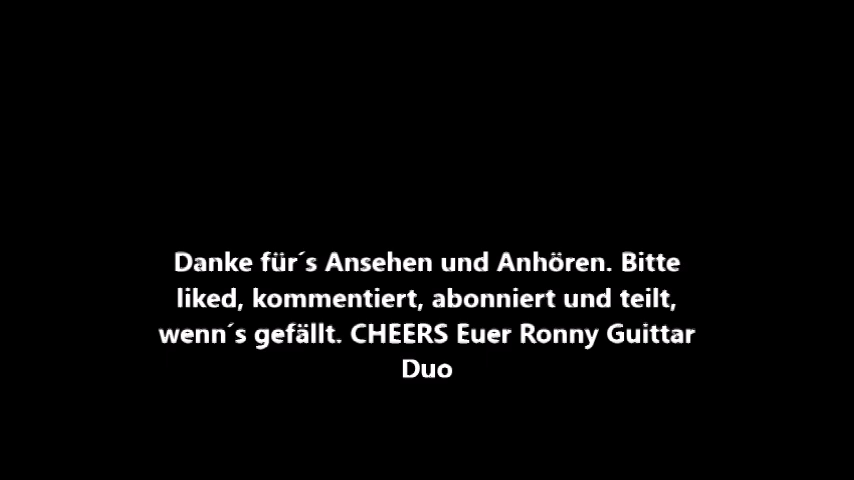 Danke für´s Ansehen und Anhören. Bitte
liked, kommentiert, abonniert und teilt,
wenn´s gefällt. CHEERS Euer Ronny Guittar
Duo